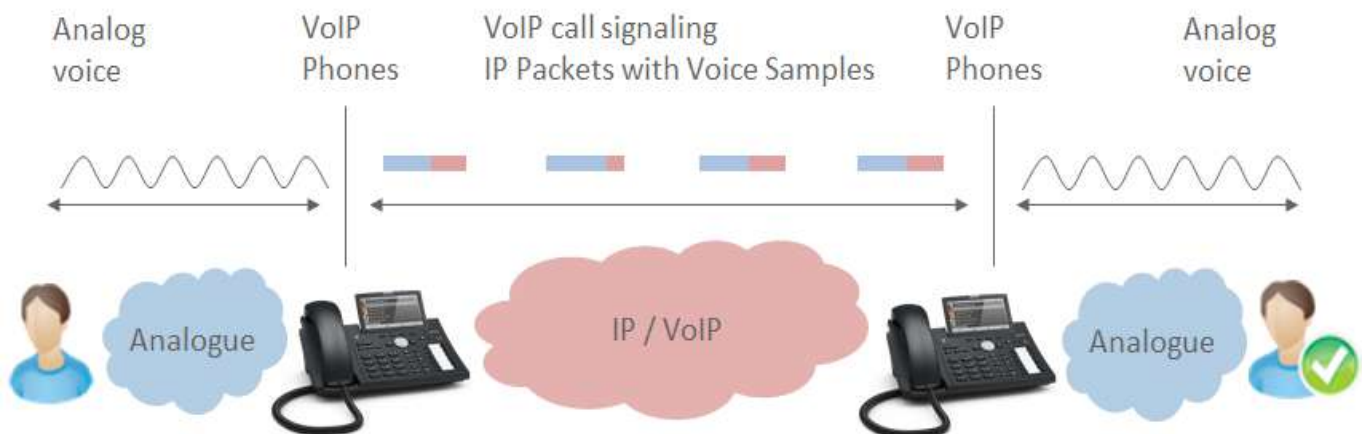 Analog
voice
VoIP
Phones
VoIP call signaling
IP Packets with Voice Samples
VoIP
Phones
Analog
voice
Analogue
IP / VoIP
Analogue